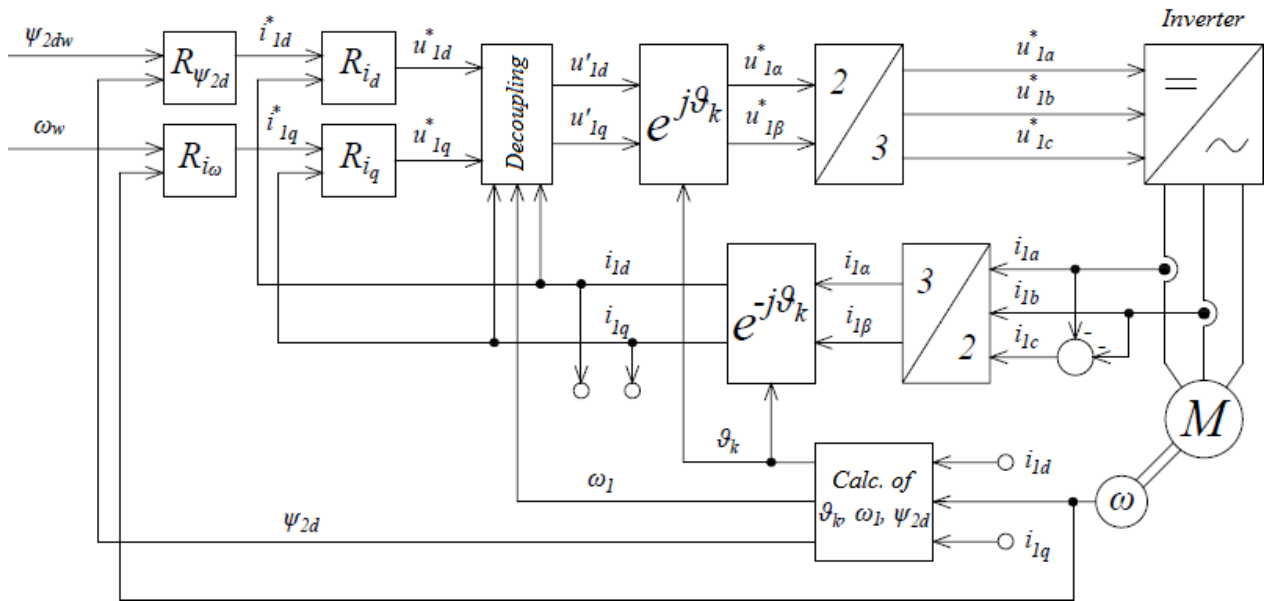 Inverter
ψ2dw
i*1d
u*1d
u'1d
u*1α
u*1a
Rψ2d
Rid
Decoupling
ejϑk
2
3
=
~
ωw
i*1q
u*1q
u'1q
u*1β
u*1b
u*1c
Riω
Riq
i1d
i1α
i1a
i1q
i1β
i1b
i1c
e-jϑk
3
2
-
-
M
ϑk
i1d
ω1
Calc. of
ϑk, ω1, ψ2d
ω
ψ2d
i1q